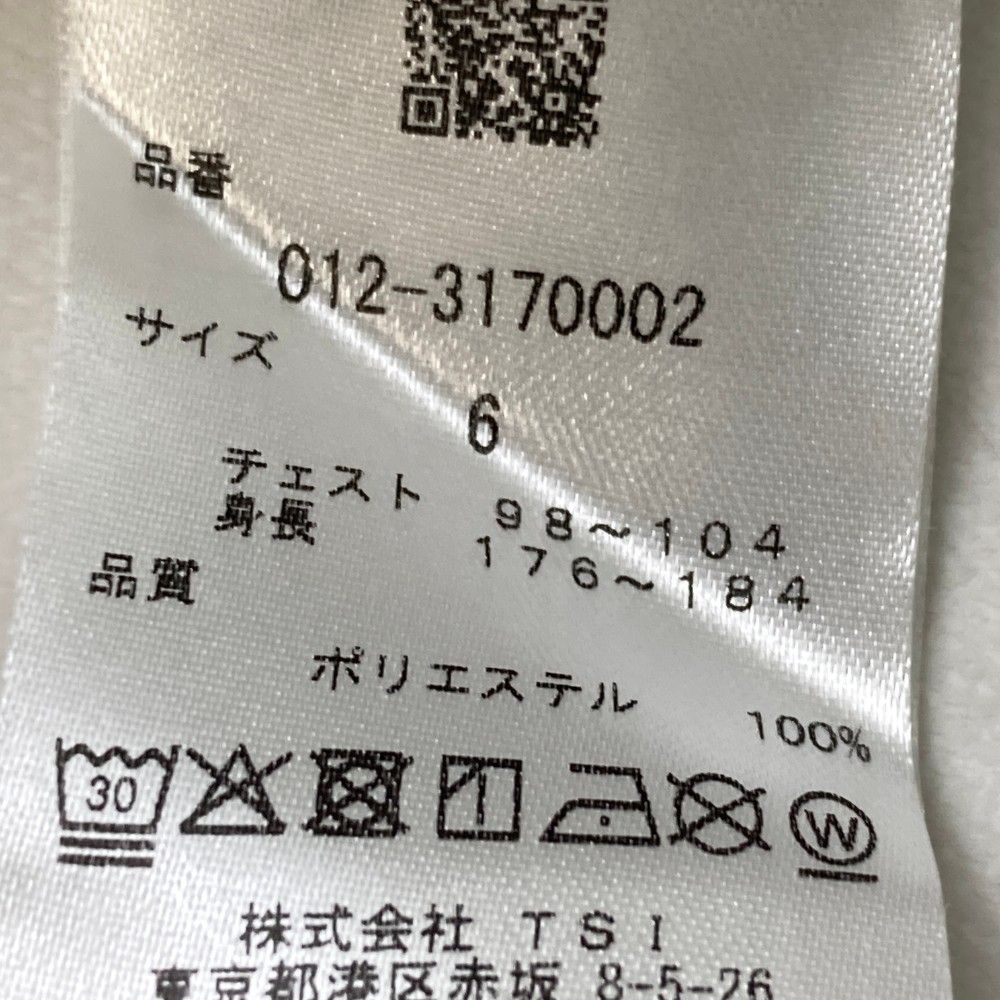 品番
012-3170002
サイズ
6
チェスト 98～104
身長 176～184
品質
ポリエステル 100%
30
W
株式会社 TSI
東京都港区赤坂 8-5-26